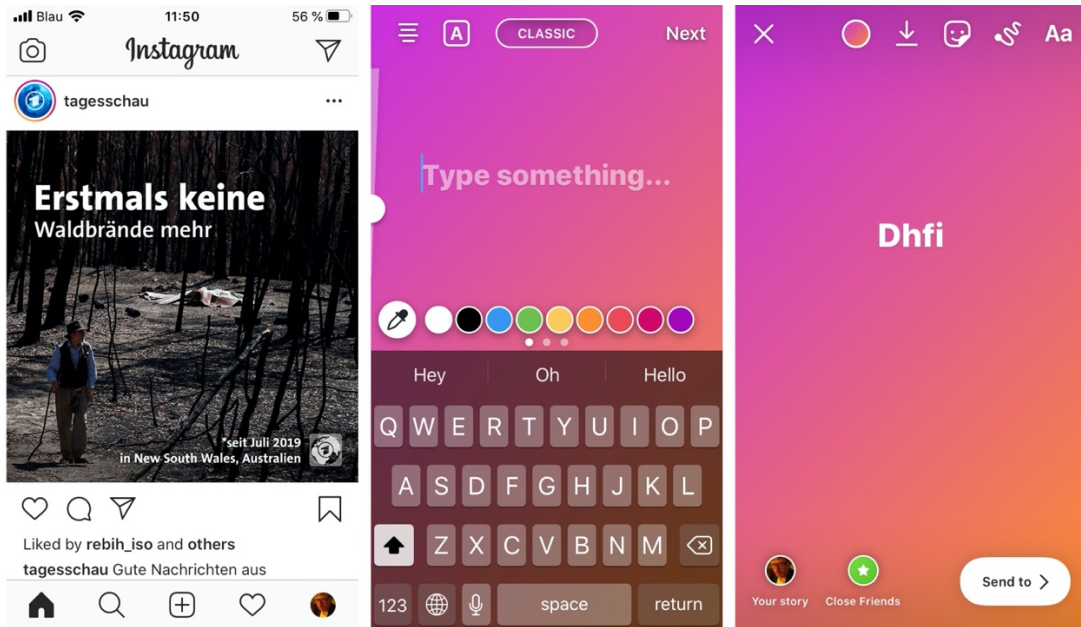 Blau 11:50 56 %
Instagram
tagesschau
Erstmals keine
Waldbrände mehr
*seit Juli 2019
in New South Wales, Australien
Liked by rebih_iso and others
tagesschau Gute Nachrichten aus
A CLASSIC Next
Type something...
Hey Oh Hello
Q W E R T Y U I O P
A S D F G H J K L
Z X C V B N M
123 space return
Aa
Dhfi
Your story Close Friends Send to